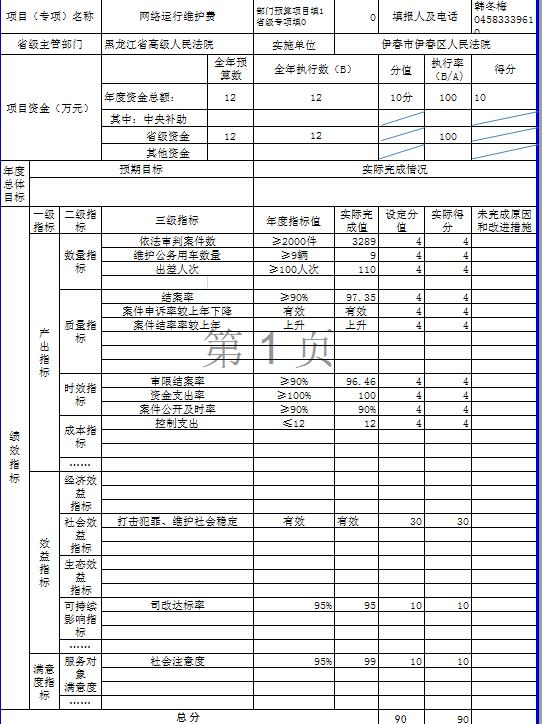 项目（专项）名称 网络运行维护费 部门预算项目填1 省级专项填0 0 填报人及电话 韩冬梅 0458333961
省级主管部门 黑龙江省高级人民法院 实施单位 伊春市伊春区人民法院
项目资金（万元） 全年预算数 全年执行数（B） 分值 执行率（B/A） 得分
年度资金总额： 12 12 10分 100 10
其中：中央补助
省级资金 12 12 100
其他资金
年度总体目标 预期目标 实际完成情况
绩效指标 一级指标 二级指标 三级指标 年度指标值 实际完成值 设定分值 实际得分 未完成原因和改进措施
产出指标 数量指标 依法审判案件数 ≥2000件 3289 4 4
维护公务用车数量 ≥9辆 9 4 4
出差人次 ≥100人次 110 4 4
质量指标 结案率 ≥90% 97.35 4 4
案件申诉率较上年下降 有效 有效 4 4
案件结率率较上年 上升 上升 4 4
第 1 页
时效指标 审限结案率 ≥90% 96.46 4 4
资金支出率 ≥100% 100 4 4
案件公开及时率 ≥90% 90% 4 4
成本指标 控制支出 ≤12 12 4 4
……
效益指标 经济效益指标
社会效益指标 打击犯罪、维护社会稳定 有效 有效 30 30
生态效益指标
可持续影响指标 司改达标率 95% 95 10 10
……
满意度指标 服务对象满意度 社会注意度 95% 99 10 10
……
总分 90 90